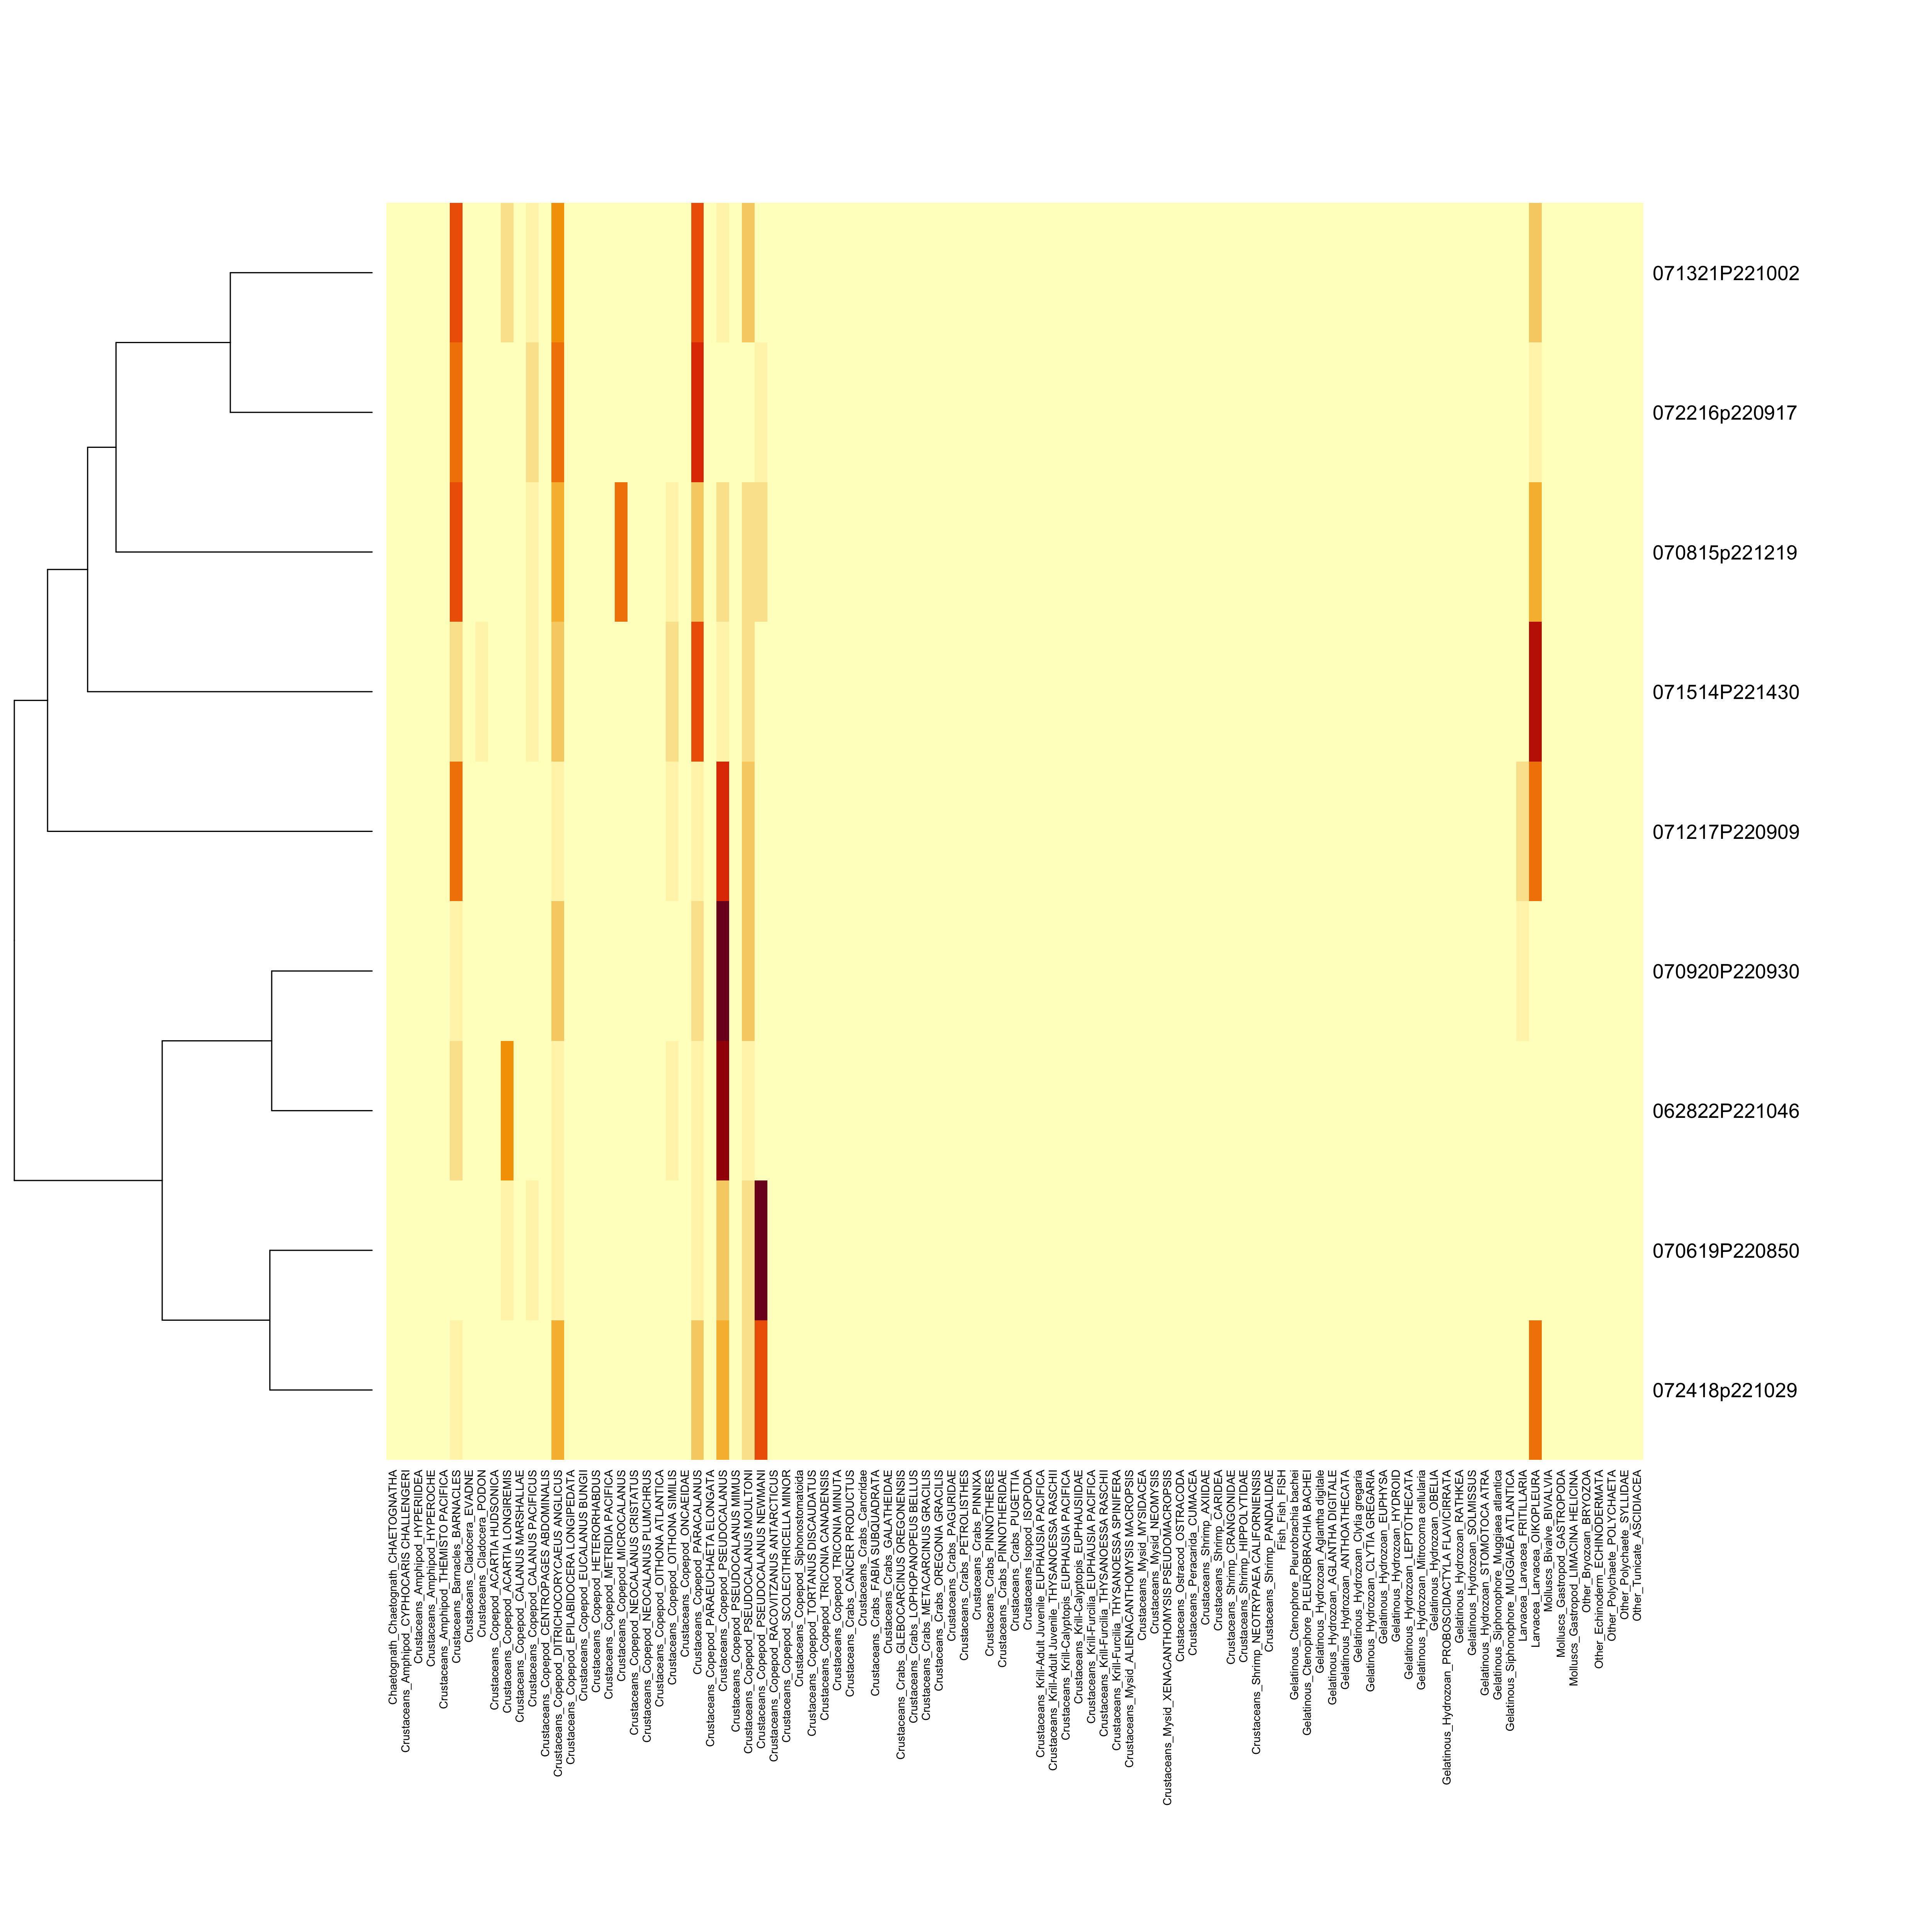 071321P221002
072216p220917
070815p221219
071514P221430
071217P220909
070920P220930
062822P221046
070619P220850
072418p221029
Chaetognath_Chaetognath_CHAETOGNATHA
Crustaceans_Amphipod_CYPHOCARIS CHALLENGERI
Crustaceans_Amphipod_HYPERIIDEA
Crustaceans_Amphipod_HYPEROCHE
Crustaceans_Amphipod_THEMISTO PACIFICA
Crustaceans_Barnacles_BARNACLES
Crustaceans_Cladocera_EVADNE
Crustaceans_Cladocera_PODON
Crustaceans_Copepod_ACARTIA HUDSONICA
Crustaceans_Copepod_ACARTIA LONGIREMIS
Crustaceans_Copepod_CALANUS MARSHALLAE
Crustaceans_Copepod_CALANUS PACIFICUS
Crustaceans_Copepod_CENTROPAGES ABDOMINALIS
Crustaceans_Copepod_DITRICHOCORYCAEUS ANGLICUS
Crustaceans_Copepod_EPILABIDOCERA LONGIPEDATA
Crustaceans_Copepod_EUCALANUS BUNGII
Crustaceans_Copepod_HETERORHABDUS
Crustaceans_Copepod_METRIDIA PACIFICA
Crustaceans_Copepod_MICROCALANUS
Crustaceans_Copepod_NEOCALANUS CRISTATUS
Crustaceans_Copepod_NEOCALANUS PLUMCHRUS
Crustaceans_Copepod_OITHONA ATLANTICA
Crustaceans_Copepod_OITHONA SIMILIS
Crustaceans_Copepod_ONCAEIDAE
Crustaceans_Copepod_PARACALANUS
Crustaceans_Copepod_PARAEUCHAETA ELONGATA
Crustaceans_Copepod_PSEUDOCALANUS
Crustaceans_Copepod_PSEUDOCALANUS MIMUS
Crustaceans_Copepod_PSEUDOCALANUS MOULTONI
Crustaceans_Copepod_PSEUDOCALANUS NEWMANI
Crustaceans_Copepod_RACOVITZANUS ANTARCTICUS
Crustaceans_Copepod_SCOLECITHRICELLA MINOR
Crustaceans_Copepod_Siphonostomatoida
Crustaceans_Copepod_TORTANUS DISCAUDATUS
Crustaceans_Copepod_TRICONIA CANADENSIS
Crustaceans_Copepod_TRICONIA MINUTA
Crustaceans_Crabs_CANCER PRODUCTUS
Crustaceans_Crabs_Cancridae
Crustaceans_Crabs_FABIA SUBQUADRATA
Crustaceans_Crabs_GALATHEIDAE
Crustaceans_Crabs_GLEBOCARCINUS OREGONENSIS
Crustaceans_Crabs_LOPHOPANOPEUS BELLUS
Crustaceans_Crabs_METACARCINUS GRACILIS
Crustaceans_Crabs_OREGONIA GRACILIS
Crustaceans_Crabs_PAGURIDAE
Crustaceans_Crabs_PETROLISTHES
Crustaceans_Crabs_PINNIXA
Crustaceans_Crabs_PINNOTHERES
Crustaceans_Crabs_PINNOTHERIDAE
Crustaceans_Crabs_PUGETTIA
Crustaceans_Isopod_ISOPODA
Crustaceans_Krill-Adult Juvenile_EUPHAUSIA PACIFICA
Crustaceans_Krill-Adult Juvenile_THYSANOESSA RASCHII
Crustaceans_Krill-Calyptopis_EUPHAUSIA PACIFICA
Crustaceans_Krill-Calyptopis_EUPHAUSIIDAE
Crustaceans_Krill-Furcilia_EUPHAUSIA PACIFICA
Crustaceans_Krill-Furcilia_THYSANOESSA RASCHII
Crustaceans_Krill-Furcilia_THYSANOESSA SPINIFERA
Crustaceans_Mysid_ALIENACANTHOMYSIS MACROPSIS
Crustaceans_Mysid_MYSIDACEA
Crustaceans_Mysid_NEOMYSIS
Crustaceans_Mysid_XENACANTHOMYSIS PSEUDOMACROPSIS
Crustaceans_Ostracod_OSTRACODA
Crustaceans_Peracarida_CUMACEA
Crustaceans_Shrimp_AXIIDAE
Crustaceans_Shrimp_CARIDEA
Crustaceans_Shrimp_CRANGONIDAE
Crustaceans_Shrimp_HIPPOLYTIDAE
Crustaceans_Shrimp_NEOTRYPAEA CALIFORNIENSIS
Crustaceans_Shrimp_PANDALIDAE
Fish_Fish_FISH
Gelatinous_Ctenophore_Pleurobrachia bachei
Gelatinous_Ctenophore_PLEUROBRACHIA BACHEI
Gelatinous_Hydrozoan_Aglantha digitale
Gelatinous_Hydrozoan_AGLANTHA DIGITALE
Gelatinous_Hydrozoan_ANTHOATHECATA
Gelatinous_Hydrozoan_Clytia gregaria
Gelatinous_Hydrozoan_CLYTIA GREGARIA
Gelatinous_Hydrozoan_EUPHYSA
Gelatinous_Hydrozoan_HYDROID
Gelatinous_Hydrozoan_LEPTOTHECATA
Gelatinous_Hydrozoan_Mitrocoma cellularia
Gelatinous_Hydrozoan_OBELIA
Gelatinous_Hydrozoan_PROBOSCIDACTYLA FLAVICIRRATA
Gelatinous_Hydrozoan_RATHKEA
Gelatinous_Hydrozoan_SOLMISSUS
Gelatinous_Hydrozoan_STOMOTOCA ATRA
Gelatinous_Siphonophore_Muggiaea atlantica
Gelatinous_Siphonophore_MUGGIAEA ATLANTICA
Larvacea_Larvacea_FRITILLARIA
Larvacea_Larvacea_OIKOPLEURA
Molluscs_Bivalve_BIVALVIA
Molluscs_Gastropod_GASTROPODA
Molluscs_Gastropod_LIMACINA HELICINA
Other_Bryozoan_BRYOZOA
Other_Echinoderm_ECHINODERMATA
Other_Polychaete_POLYCHAETA
Other_Polychaete_SYLLIDAE
Other_Tunicate_ASCIDIACEA